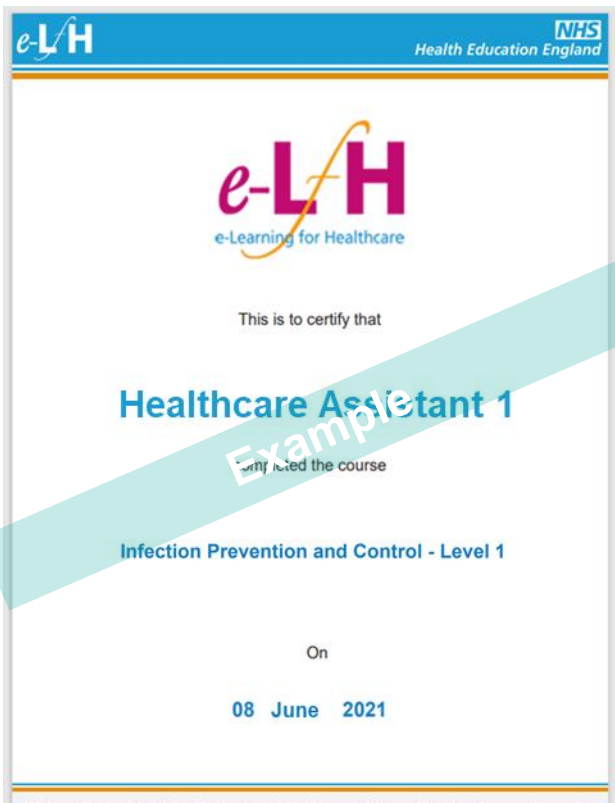 e-LfH
NHS
Health Education England
e-LfH
e-Learning for Healthcare
This is to certify that
Healthcare Assistant 1
Example
completed the course
Infection Prevention and Control - Level 1
On
08 June 2021